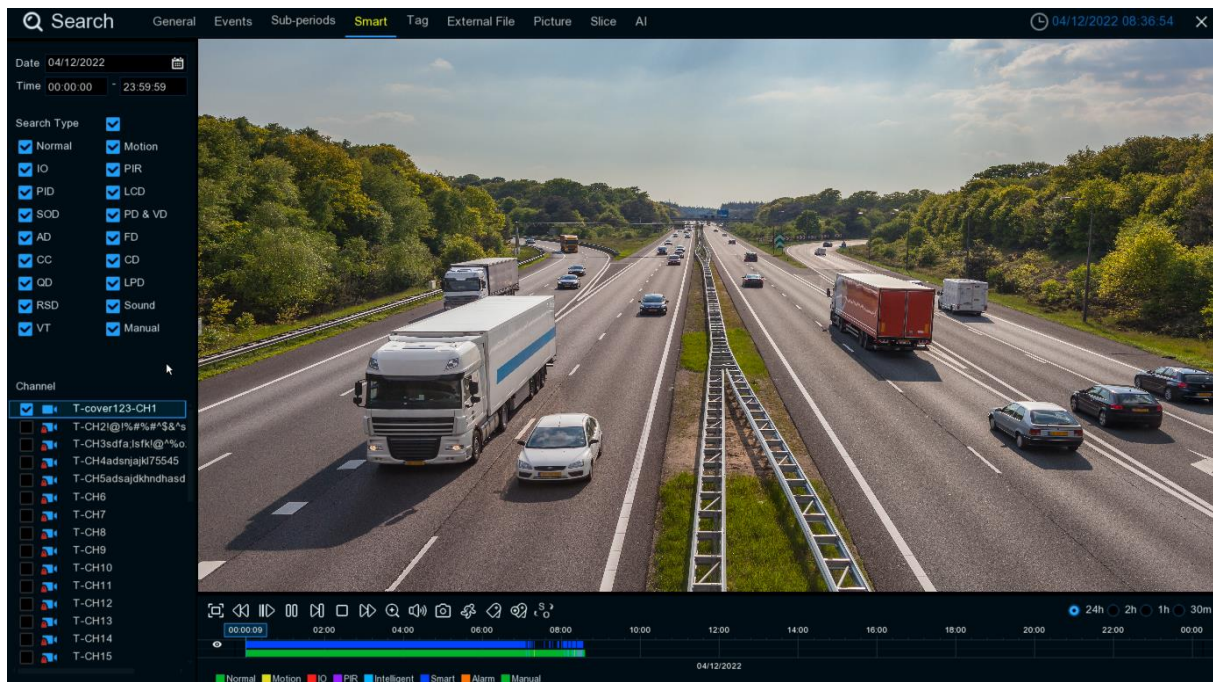 Search General Events Sub-periods Smart Tag External File Picture Slice AI 04/12/2022 08:36:54
Date 04/12/2022
Time 00:00:00 - 23:59:59
Search Type
Normal Motion
IO PIR
PID LCD
SOD PD & VD
AD FD
CC CD
QD LPD
RSD Sound
VT Manual
Channel
T-cover123-CH1
T-CH2!@!%#%#^$&^s
T-CH3sdfa;lsfk!@^%o.
T-CH4adsnjajkl75545
T-CH5adsajdkhndhasd
T-CH6
T-CH7
T-CH8
T-CH9
T-CH10
T-CH11
T-CH12
T-CH13
T-CH14
T-CH15
24h 2h 1h 30m
00:00:09 02:00 04:00 06:00 08:00 10:00 12:00 14:00 16:00 18:00 20:00 22:00 00:00
04/12/2022
Normal Motion IO PIR Intelligent Smart Alarm Manual